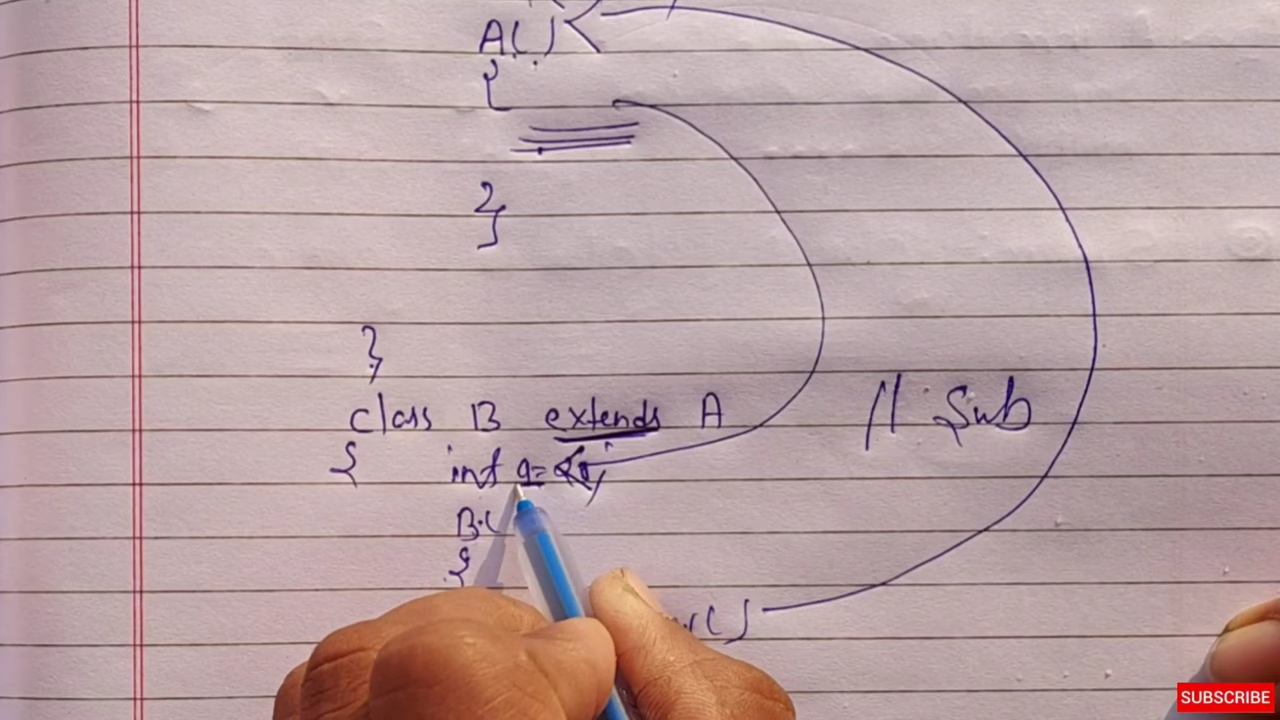 A()
{
}
}
class B extends A // Sub
{ int a=
B()
{
SUBSCRIBE